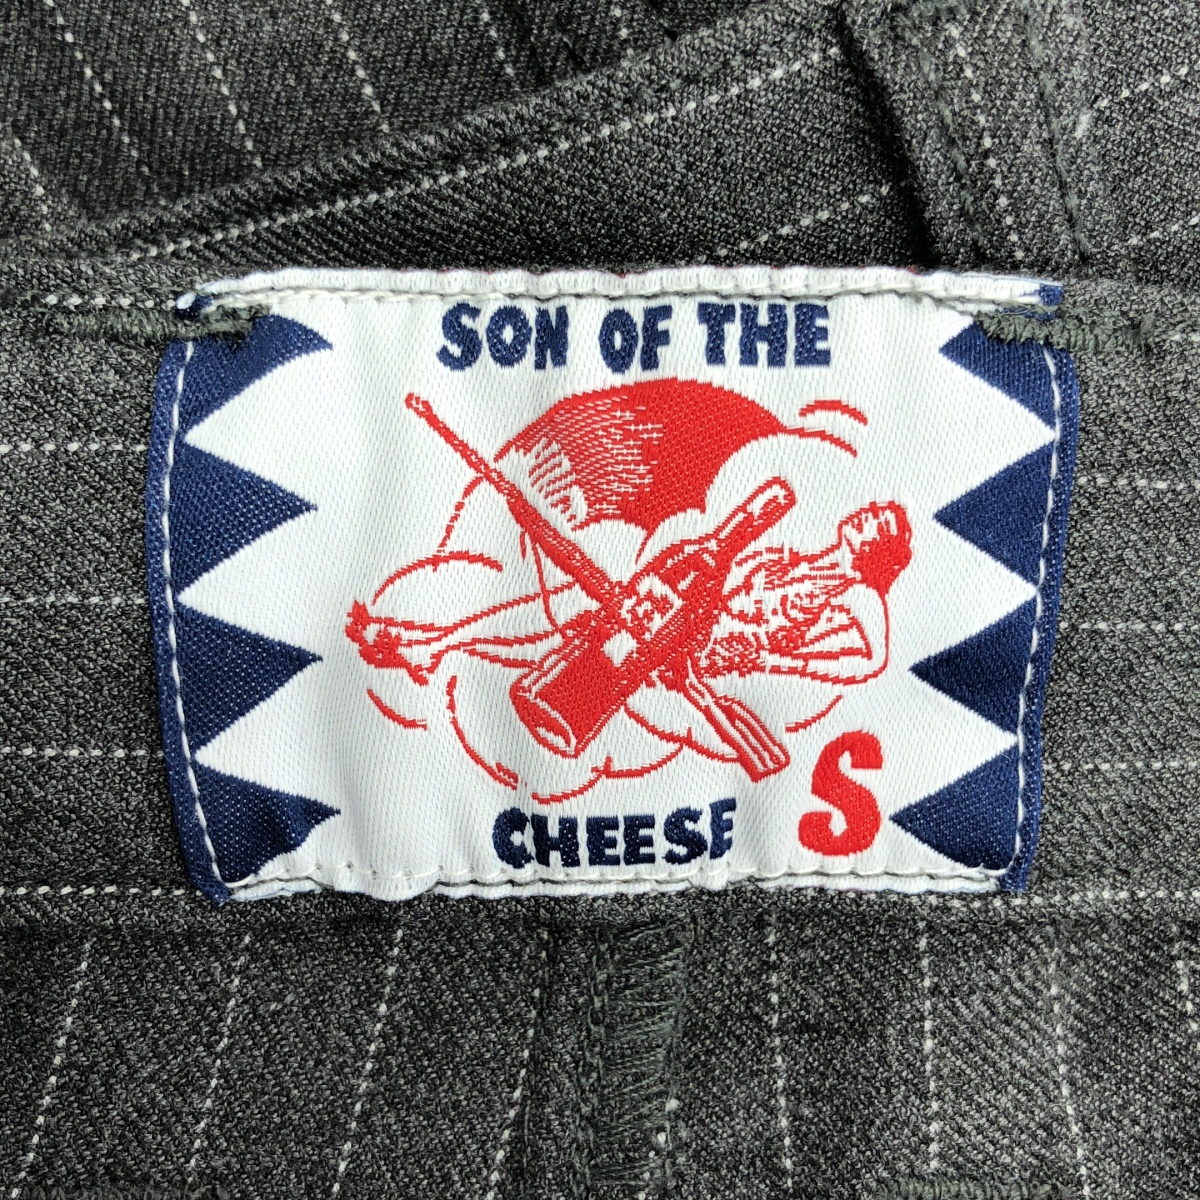 SON OF THE
CHEESE
S